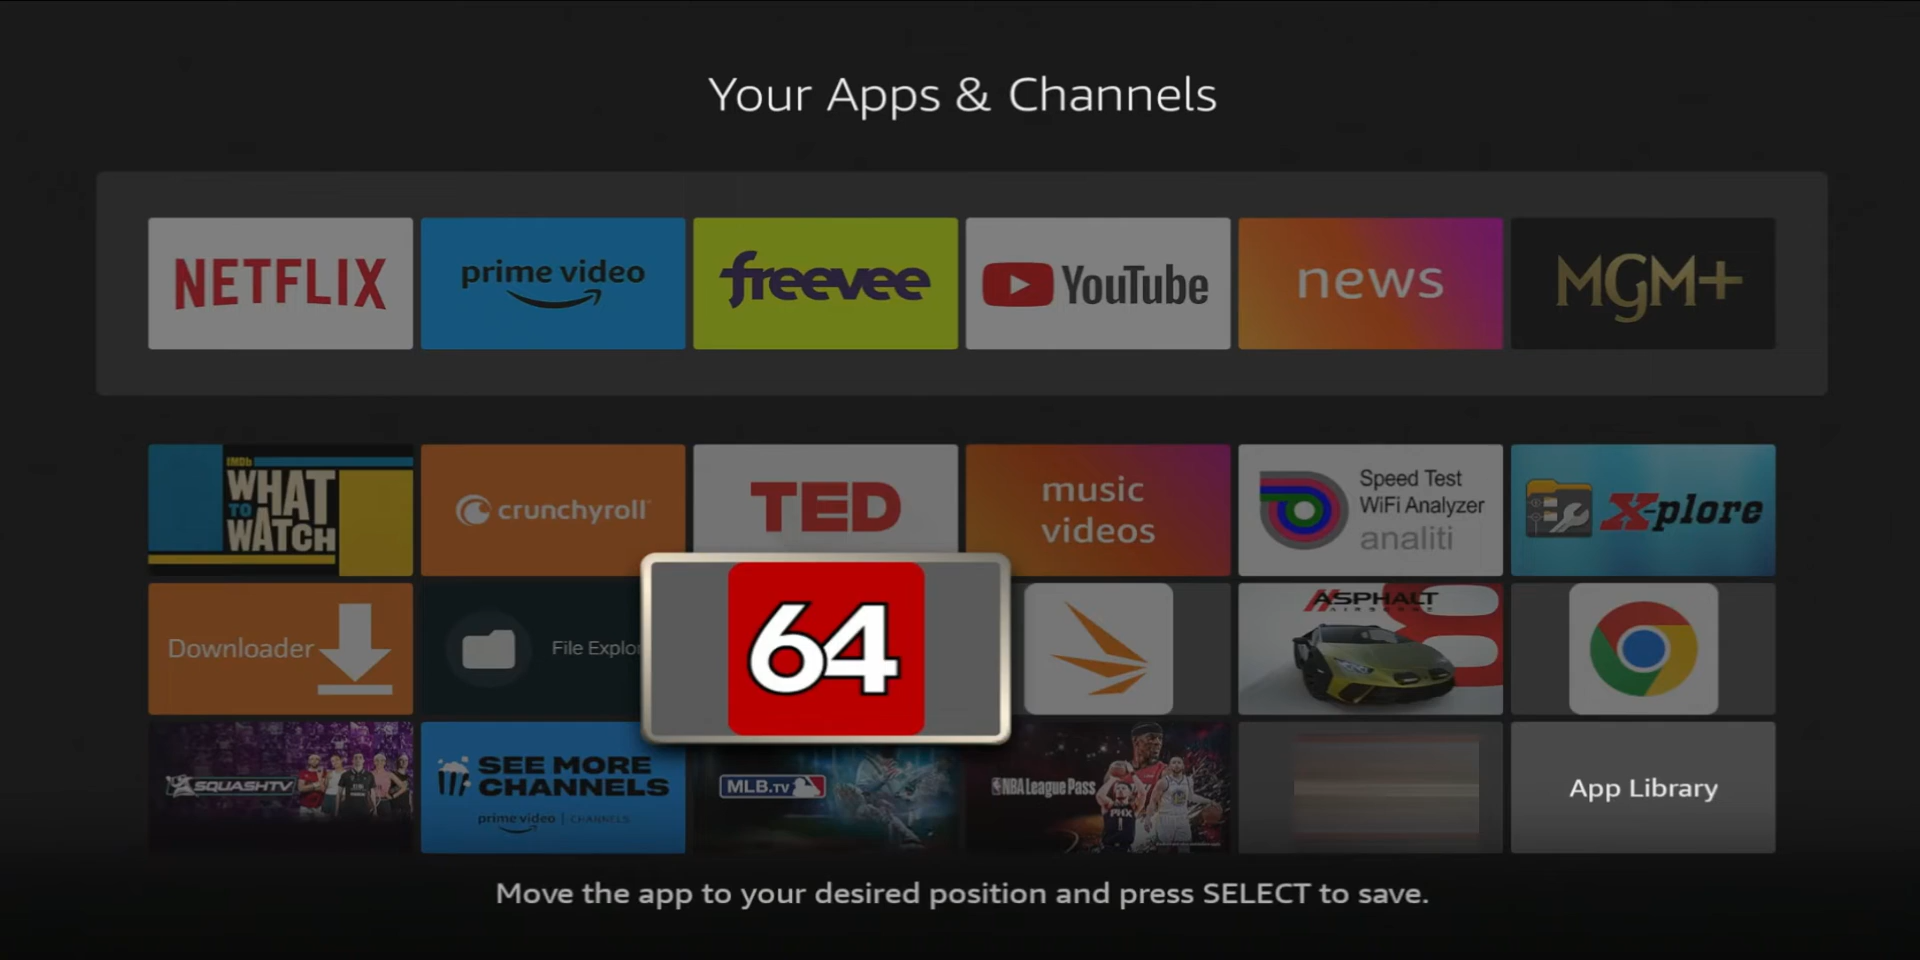 Your Apps & Channels
NETFLIX
prime video
freevee
YouTube
news
MGM+
IMDb
WHAT
TO
WATCH
crunchyroll
TED
music
videos
Speed Test
WiFi Analyzer
analiti
X-plore
Downloader
File Explo
64
ASPHALT
8
SQUASHTV
SEE MORE
CHANNELS
prime video | CHANNELS
MLB.TV
NBA League Pass
PHX
App Library
Move the app to your desired position and press SELECT to save.